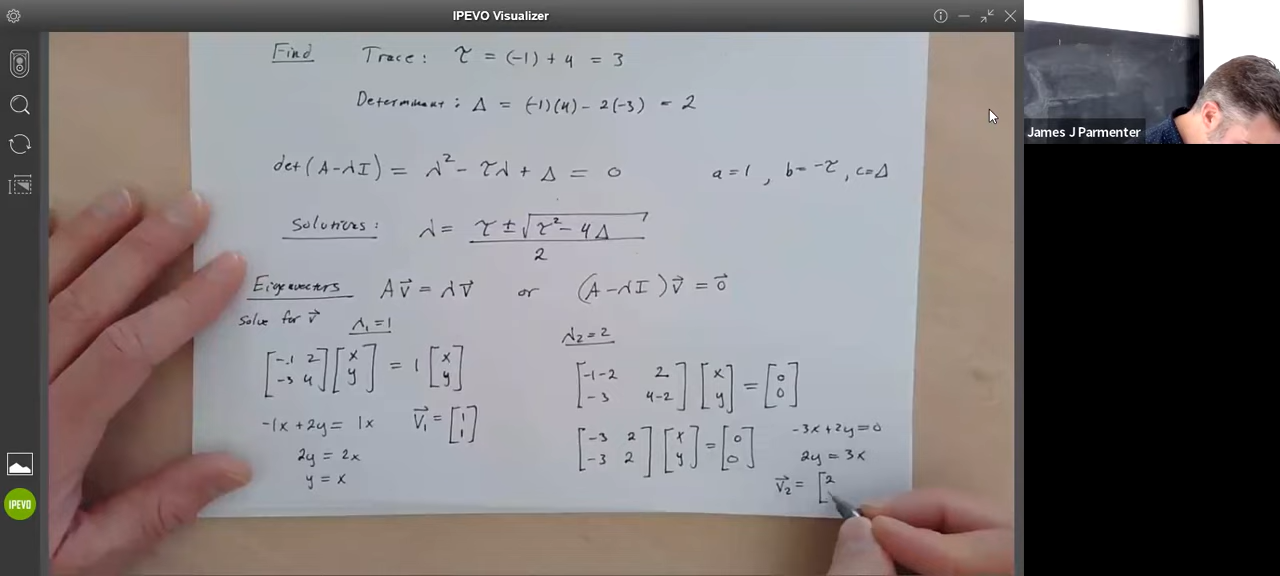 IPEVO Visualizer
James J Parmenter
Find Trace: τ = (-1) + 4 = 3
Determinant: Δ = (-1)(4) - 2(-3) = 2
det(A-λI) = λ² - τλ + Δ = 0 a=1, b=-τ, c=Δ
Solutions: λ = (τ ± √(τ² - 4Δ)) / 2
Eigenvectors Av⃗ = λv⃗ or (A-λI)v⃗ = 0⃗
Solve for v⃗ λ₁=1
[-1 2; -3 4][x; y] = 1[x; y]
-1x + 2y = 1x v⃗₁ = [1; 1]
2y = 2x
y = x
λ₂=2
[-1-2 2; -3 4-2][x; y] = [0; 0]
[-3 2; -3 2][x; y] = [0; 0]
-3x + 2y = 0
2y = 3x
v⃗₂ = [2
IPEVO